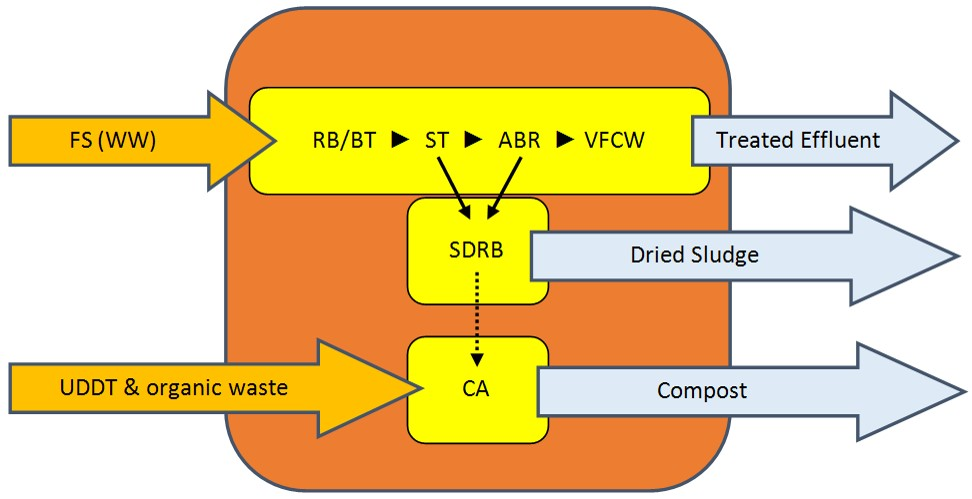 FS (WW)
RB/BT ► ST ► ABR ► VFCW
Treated Effluent
SDRB
Dried Sludge
UDDT & organic waste
CA
Compost